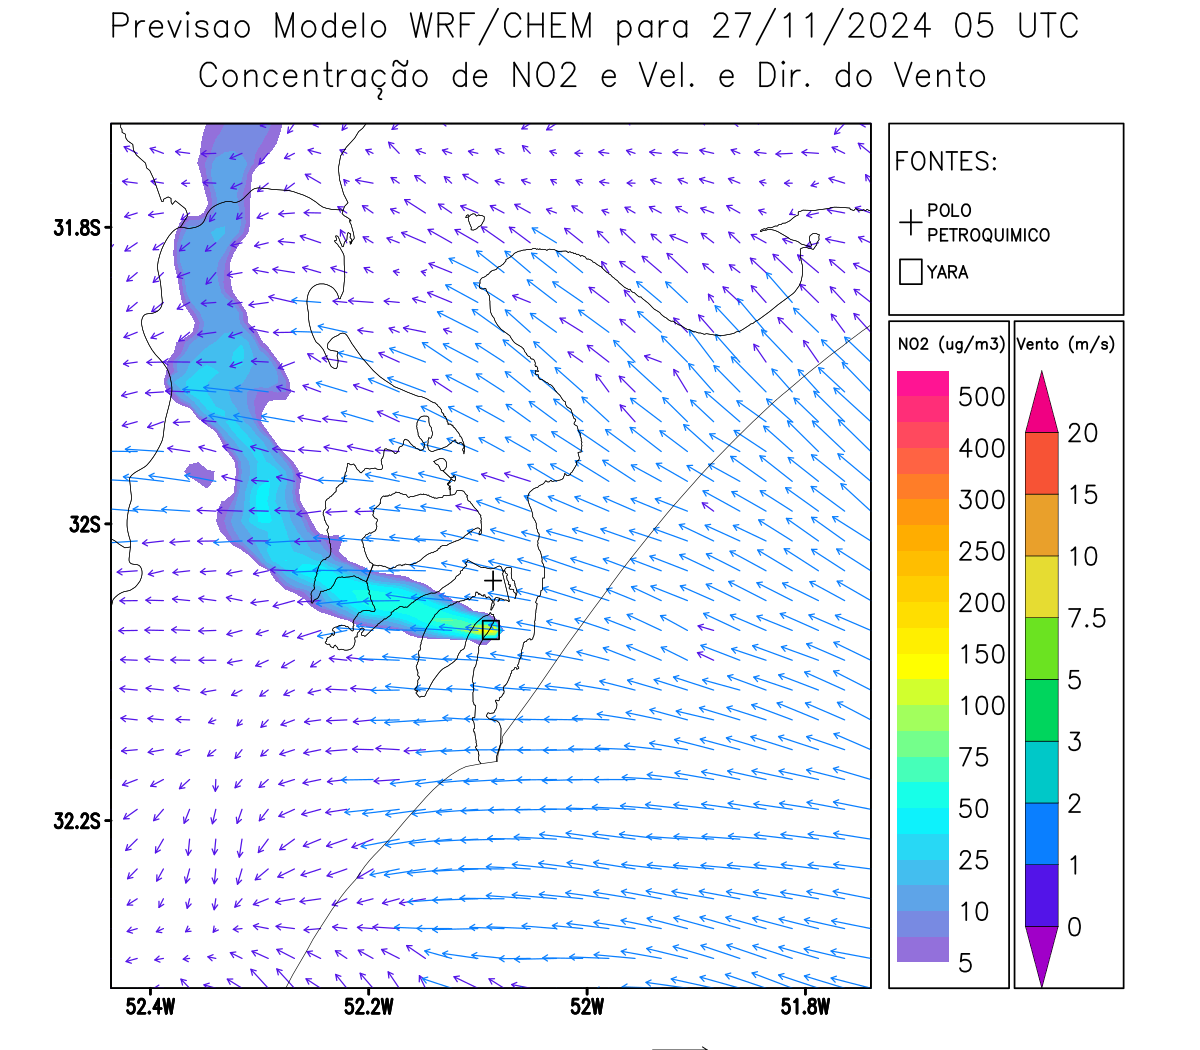 Previsao Modelo WRF/CHEM para 27/11/2024 05 UTC
Concentração de NO2 e Vel. e Dir. do Vento
FONTES:
POLO
PETROQUIMICO
YARA
NO2 (ug/m3)
500
400
300
250
200
150
100
75
50
25
10
5
Vento (m/s)
20
15
10
7.5
5
3
2
1
0
31.8S
32S
32.2S
52.4W
52.2W
52W
51.8W